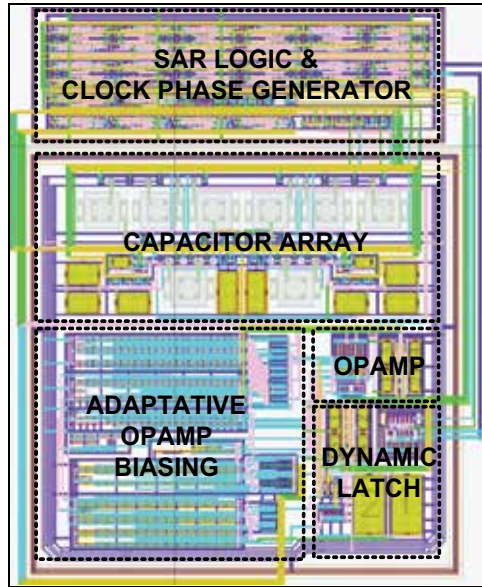 SAR LOGIC &
CLOCK PHASE GENERATOR
CAPACITOR ARRAY
OPAMP
ADAPTATIVE
OPAMP
BIASING
DYNAMIC
LATCH